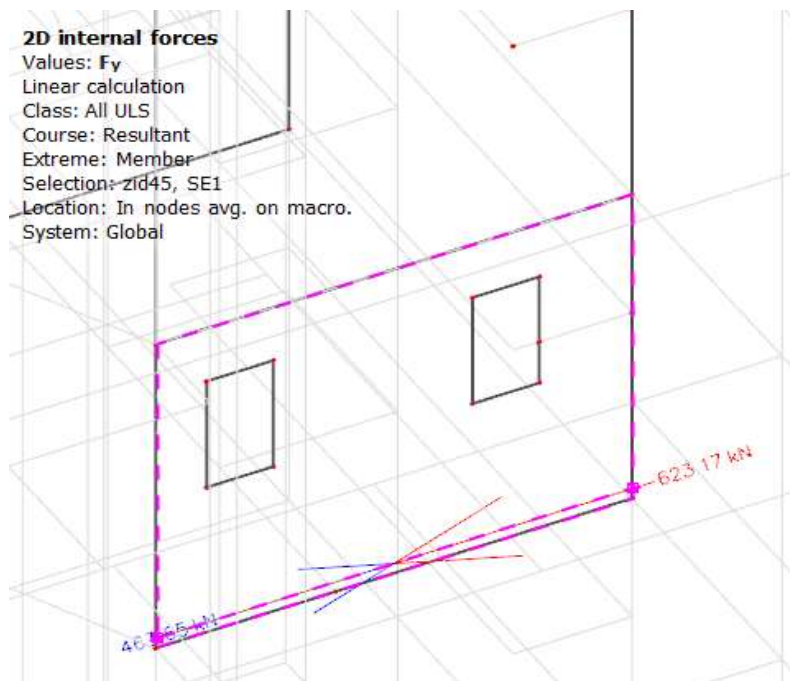 2D internal forces
Values: Fy
Linear calculation
Class: All ULS
Course: Resultant
Extreme: Member
Selection: zid45, SE1
Location: In nodes avg. on macro.
System: Global
-623.17 kN